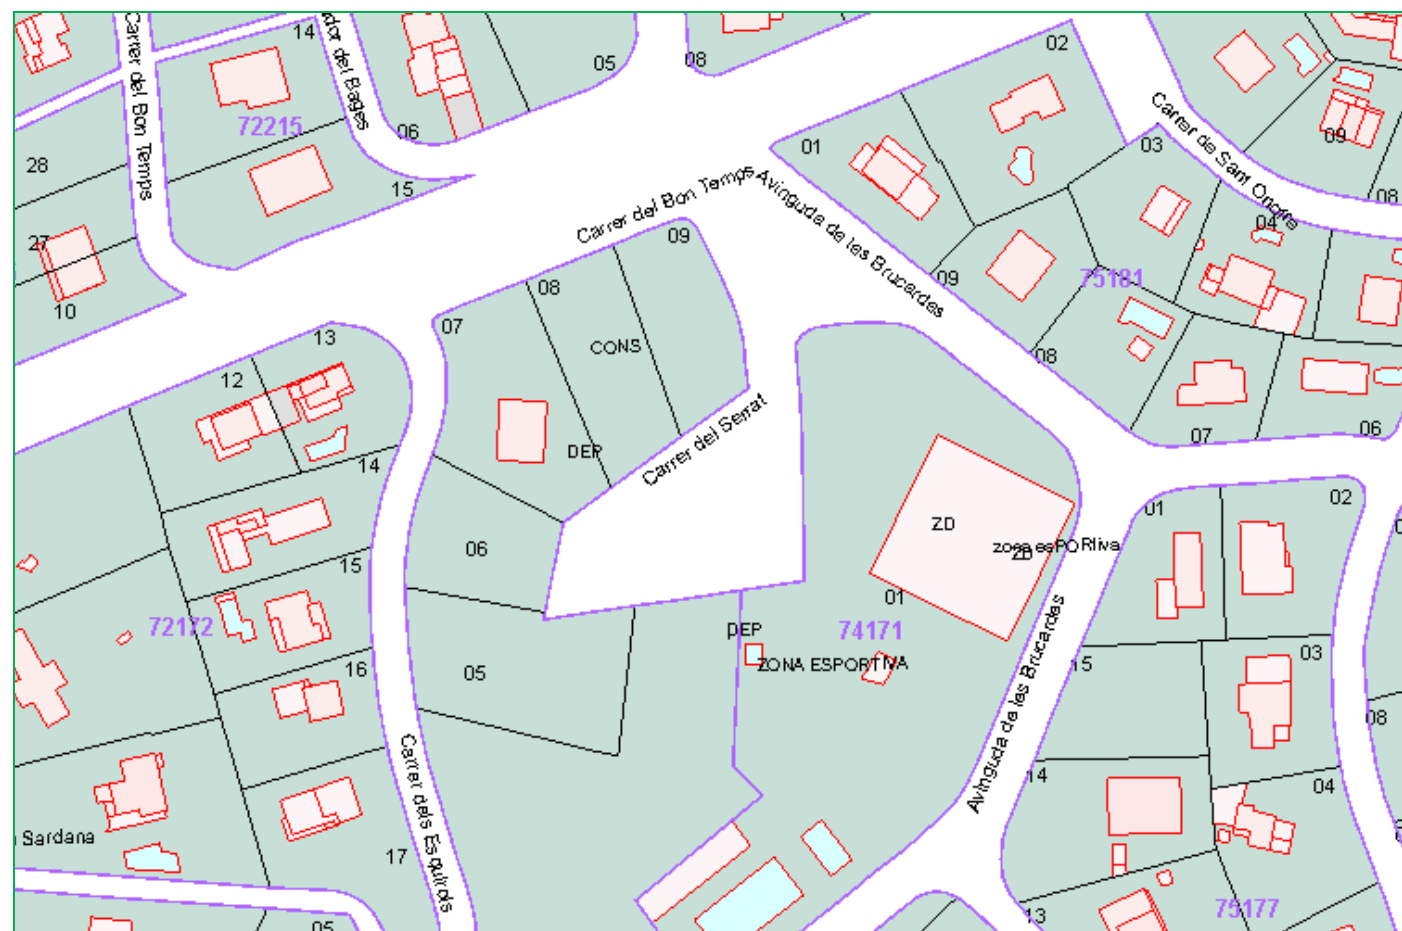 Carrer del Bon Temps
14
dor del Bages
05
08
02
72215
06
01
03
Carrer de Sant Onofre
09
28
15
08
Carrer del Bon Temps
Avinguda de les Brucardes
04
27
09
09
75181
10
08
07
13
CONS
08
12
Carrer del Serrat
07
06
DEP
14
02
01
ZD
zona esPORtiva
ZD
06
15
01
72172
DEP
74171
Avinguda de les Brucardes
03
16
05
ZONA ESPORTIVA
15
08
Carrer dels Esquirols
14
04
Sardana
17
75177
13
05